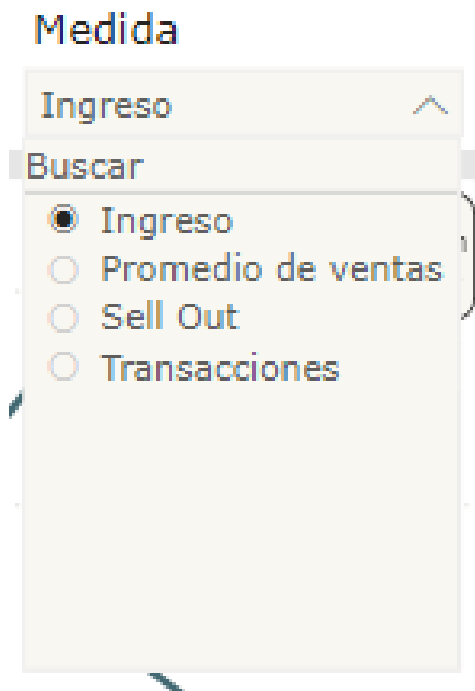 Medida
Ingreso
Buscar
Ingreso
Promedio de ventas
Sell Out
Transacciones